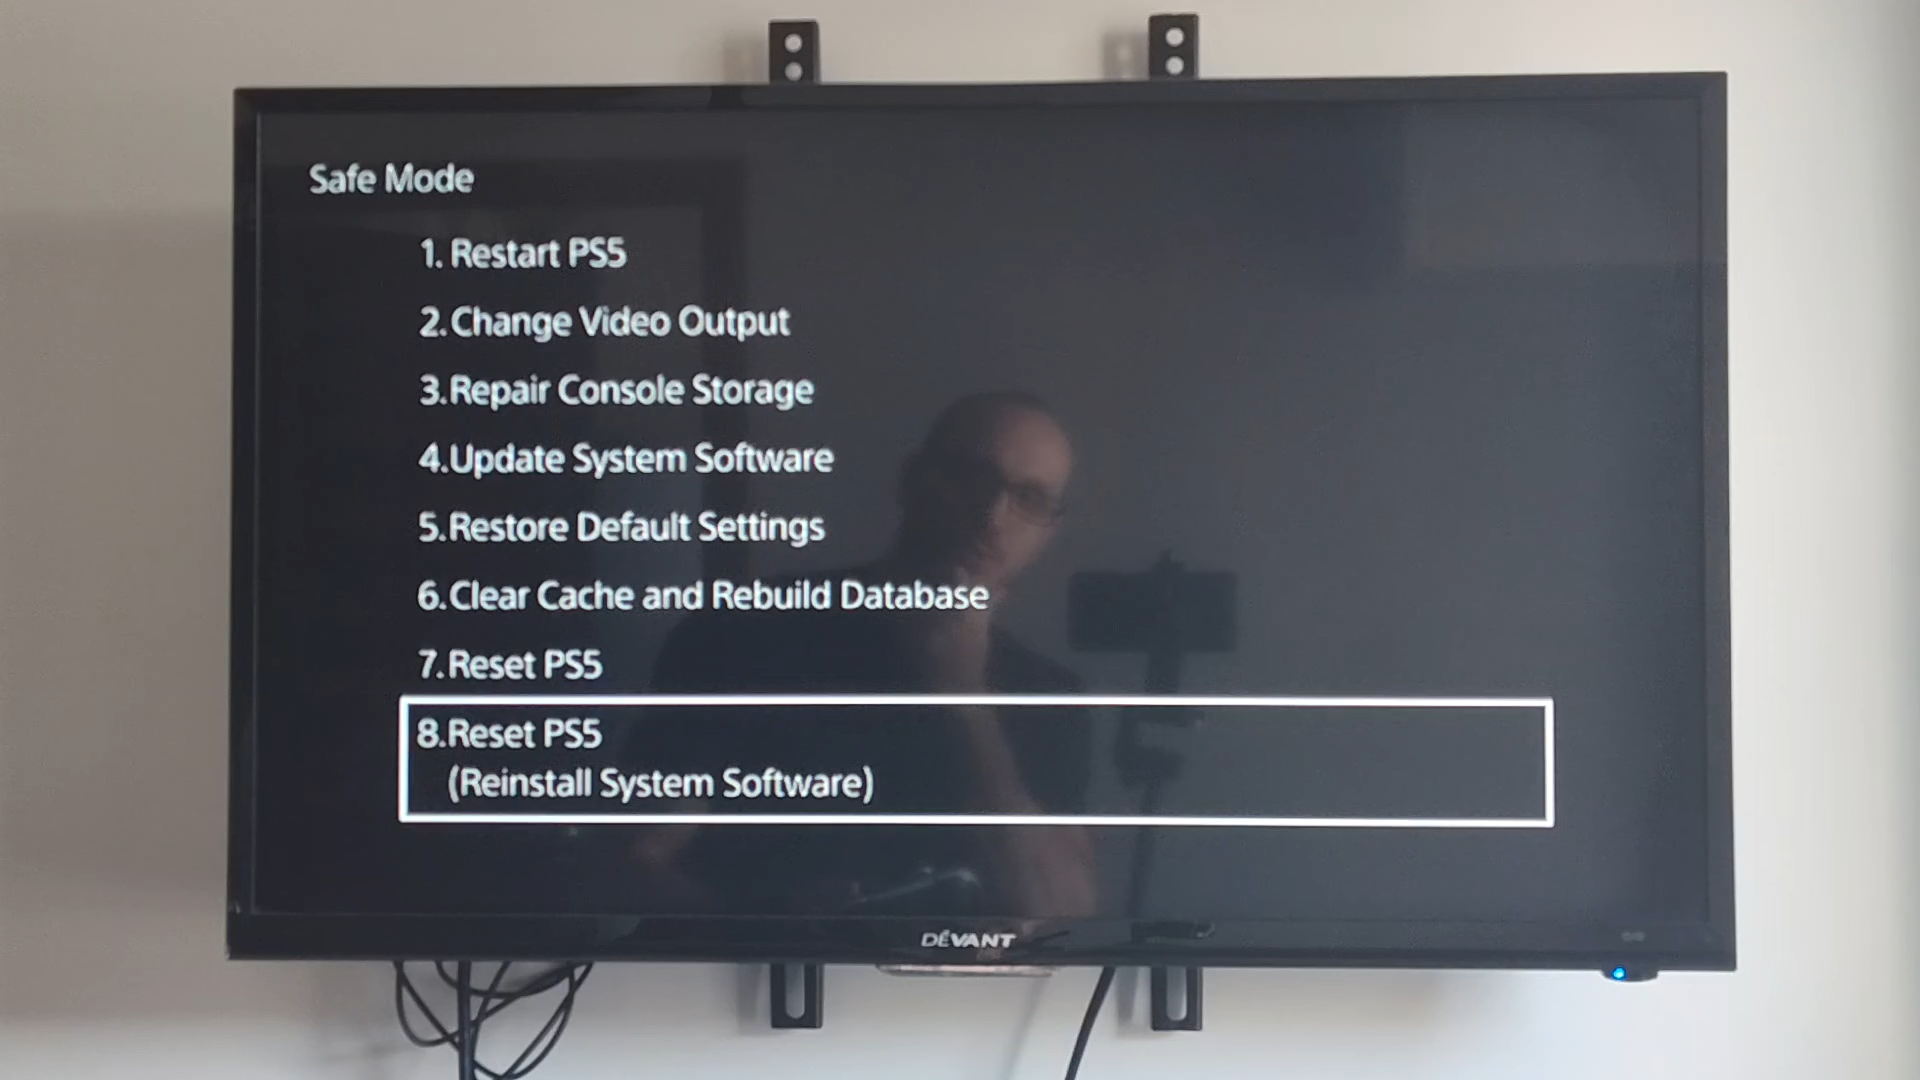 Safe Mode
1. Restart PS5
2. Change Video Output
3. Repair Console Storage
4. Update System Software
5. Restore Default Settings
6. Clear Cache and Rebuild Database
7. Reset PS5
8. Reset PS5
(Reinstall System Software)
DEVANT